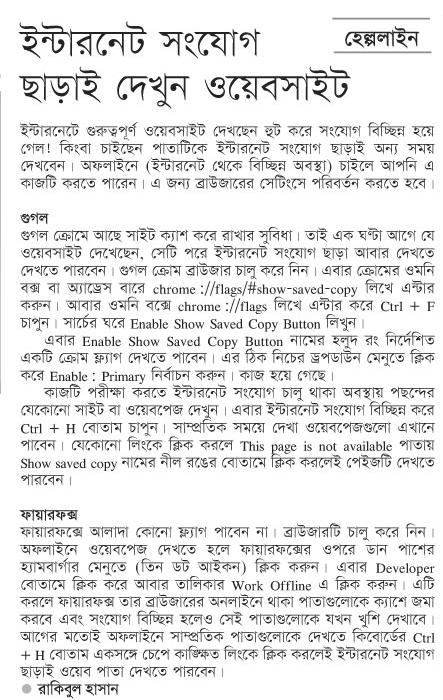 হেল্পলাইন
ইন্টারনেট সংযোগ
ছাড়াই দেখুন ওয়েবসাইট
ইন্টারনেটে গুরুত্বপূর্ণ ওয়েবসাইট দেখছেন হুট করে সংযোগ বিচ্ছিন্ন হয়ে
গেল! কিংবা চাইছেন পাতাটিকে ইন্টারনেট সংযোগ ছাড়াই অন্য সময়
দেখবেন। অফলাইনে (ইন্টারনেট থেকে বিচ্ছিন্ন অবস্থা) চাইলে আপনি এ
কাজটি করতে পারেন। এ জন্য ব্রাউজারের সেটিংসে পরিবর্তন করতে হবে।
গুগল
গুগল ক্রোমে আছে সাইট ক্যাশ করে রাখার সুবিধা। তাই এক ঘণ্টা আগে যে
ওয়েবসাইট দেখেছেন, সেটি পরে ইন্টারনেট সংযোগ ছাড়া আবার দেখতে
দেখতে পারবেন। গুগল ক্রোম ব্রাউজার চালু করে নিন। এবার ক্রোমের ওমনি
বক্স বা অ্যাড্রেস বারে chrome://flags/#show-saved-copy লিখে এন্টার
করুন। আবার ওমনি বক্সে chrome://flags লিখে এন্টার করে Ctrl + F
চাপুন। সার্চের ঘরে Enable Show Saved Copy Button লিখুন।
এবার Enable Show Saved Copy Button নামের হলুদ রং নির্দেশিত
একটি ক্রোম ফ্ল্যাগ দেখতে পাবেন। এর ঠিক নিচের ড্রপডাউন মেনুতে ক্লিক
করে Enable : Primary নির্বাচন করুন। কাজ হয়ে গেছে।
কাজটি পরীক্ষা করতে ইন্টারনেট সংযোগ চালু থাকা অবস্থায় পছন্দের
যেকোনো সাইট বা ওয়েবপেজ দেখুন। এবার ইন্টারনেট সংযোগ বিচ্ছিন্ন করে
Ctrl + H বোতাম চাপুন। সাম্প্রতিক সময়ে দেখা ওয়েবপেজগুলো এখানে
পাবেন। যেকোনো লিংকে ক্লিক করলে This page is not available পাতায়
Show saved copy নামের নীল রঙের বোতামে ক্লিক করলেই পেইজটি দেখতে
পারবেন।
ফায়ারফক্স
ফায়ারফক্সে আলাদা কোনো ফ্ল্যাগ পাবেন না। ব্রাউজারটি চালু করে নিন।
অফলাইনে ওয়েবপেজ দেখতে হলে ফায়ারফক্সের ওপরে ডান পাশের
হ্যামবার্গার মেনুতে (তিন ডট আইকন) ক্লিক করুন। এবার Developer
বোতামে ক্লিক করে আবার তালিকার Work Offline এ ক্লিক করুন। এটি
করলে ফায়ারফক্স তার ব্রাউজারের অনলাইনে থাকা পাতাগুলোকে ক্যাশে জমা
করবে এবং সংযোগ বিচ্ছিন্ন হলেও সেই পাতাগুলোকে যখন খুশি দেখাবে।
আগের মতোই অফলাইনে সাম্প্রতিক পাতাগুলোকে দেখতে কিবোর্ডের Ctrl
+ H বোতাম একসঙ্গে চেপে কাঙ্ক্ষিত লিংকে ক্লিক করলেই ইন্টারনেট সংযোগ
ছাড়াই ওয়েব পাতা দেখতে পারবেন।
● রাকিবুল হাসান